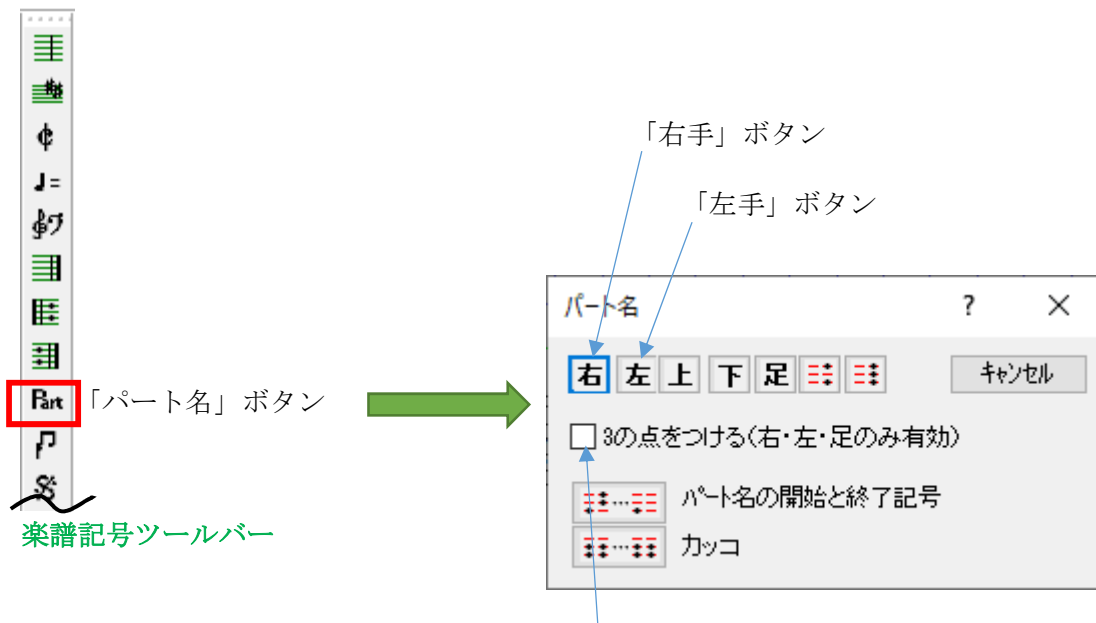 「右手」ボタン
「左手」ボタン
パート名 ?
右 左 上 下 足 キャンセル
Part 「パート名」ボタン
3の点をつける(右・左・足のみ有効)
パート名の開始と終了記号
カッコ
楽譜記号ツールバー